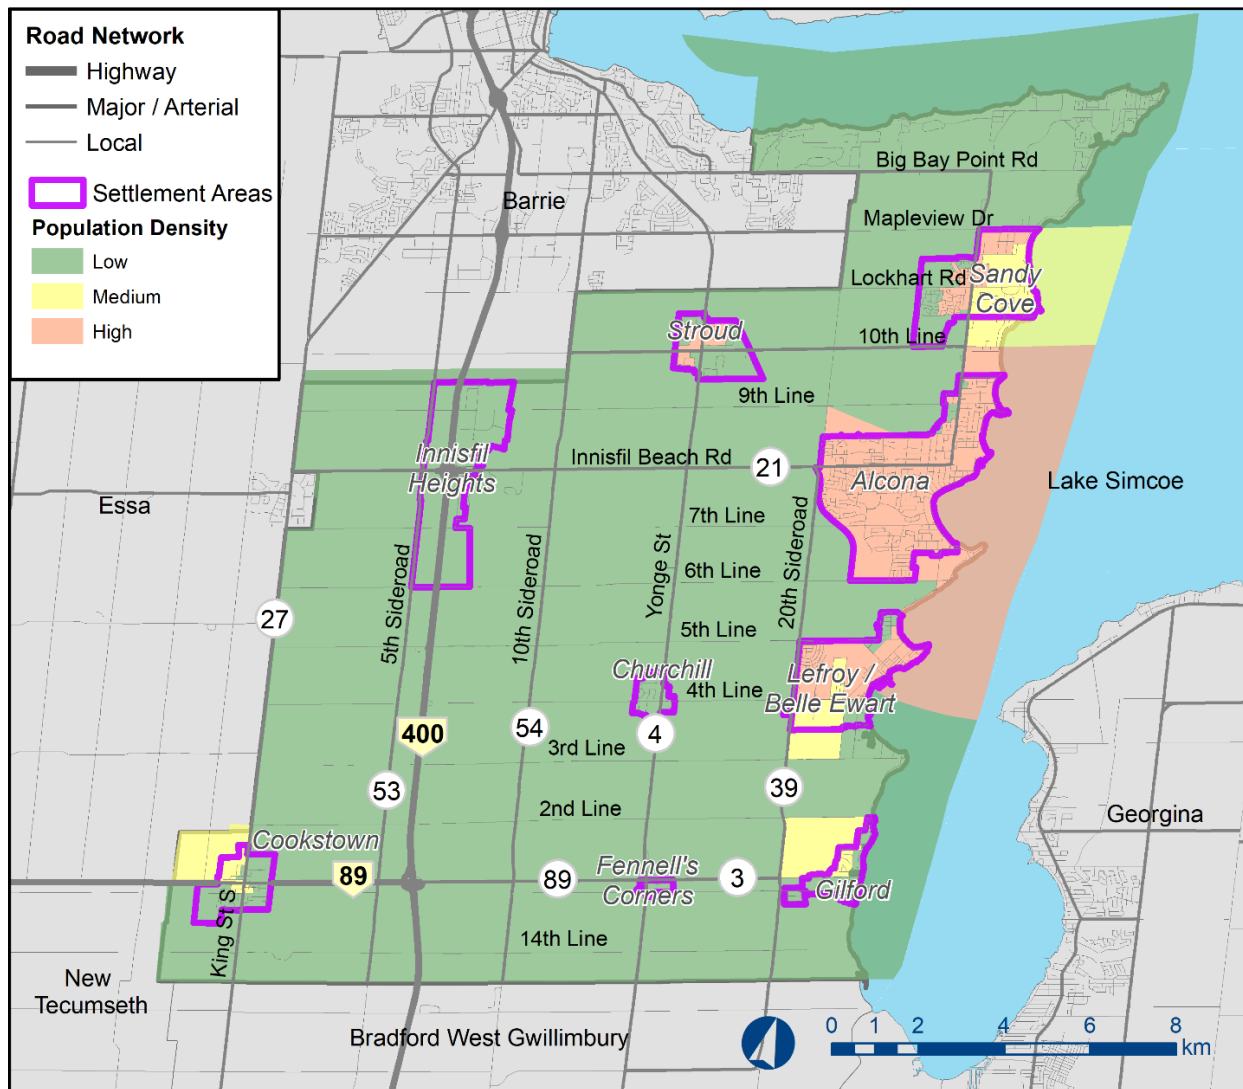 Road Network
Highway
Major / Arterial
Local
Settlement Areas
Population Density
Low
Medium
High
Barrie
Big Bay Point Rd
Mapleview Dr
Lockhart Rd
Sandy
Cove
Stroud
10th Line
9th Line
Innisfil
Heights
Innisfil Beach Rd
21
Alcona
Lake Simcoe
Essa
7th Line
6th Line
5th Sideroad
10th Sideroad
Yonge St
20th Sideroad
27
5th Line
Churchill
4th Line
Lefroy /
Belle Ewart
400
54
4
3rd Line
53
39
2nd Line
Georgina
Cookstown
89
89
Fennell's
Corners
3
Gilford
King St S
14th Line
New
Tecumseth
Bradford West Gwillimbury
0 1 2 4 6 8
km